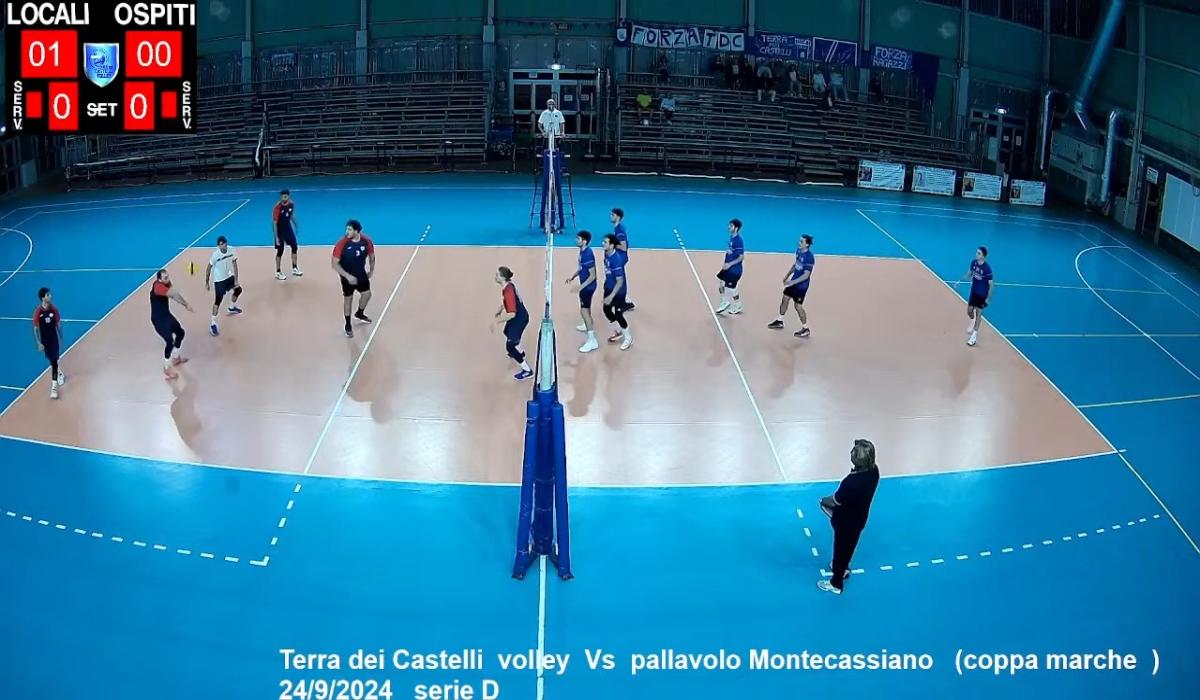 LOCALI OSPITI
01 00
SERV. 0 SET 0 SERV.
FORZA TDC
TERRA
CASTELLI
FORZA
RAGAZZI
Terra dei Castelli volley Vs pallavolo Montecassiano (coppa marche )
24/9/2024 serie D